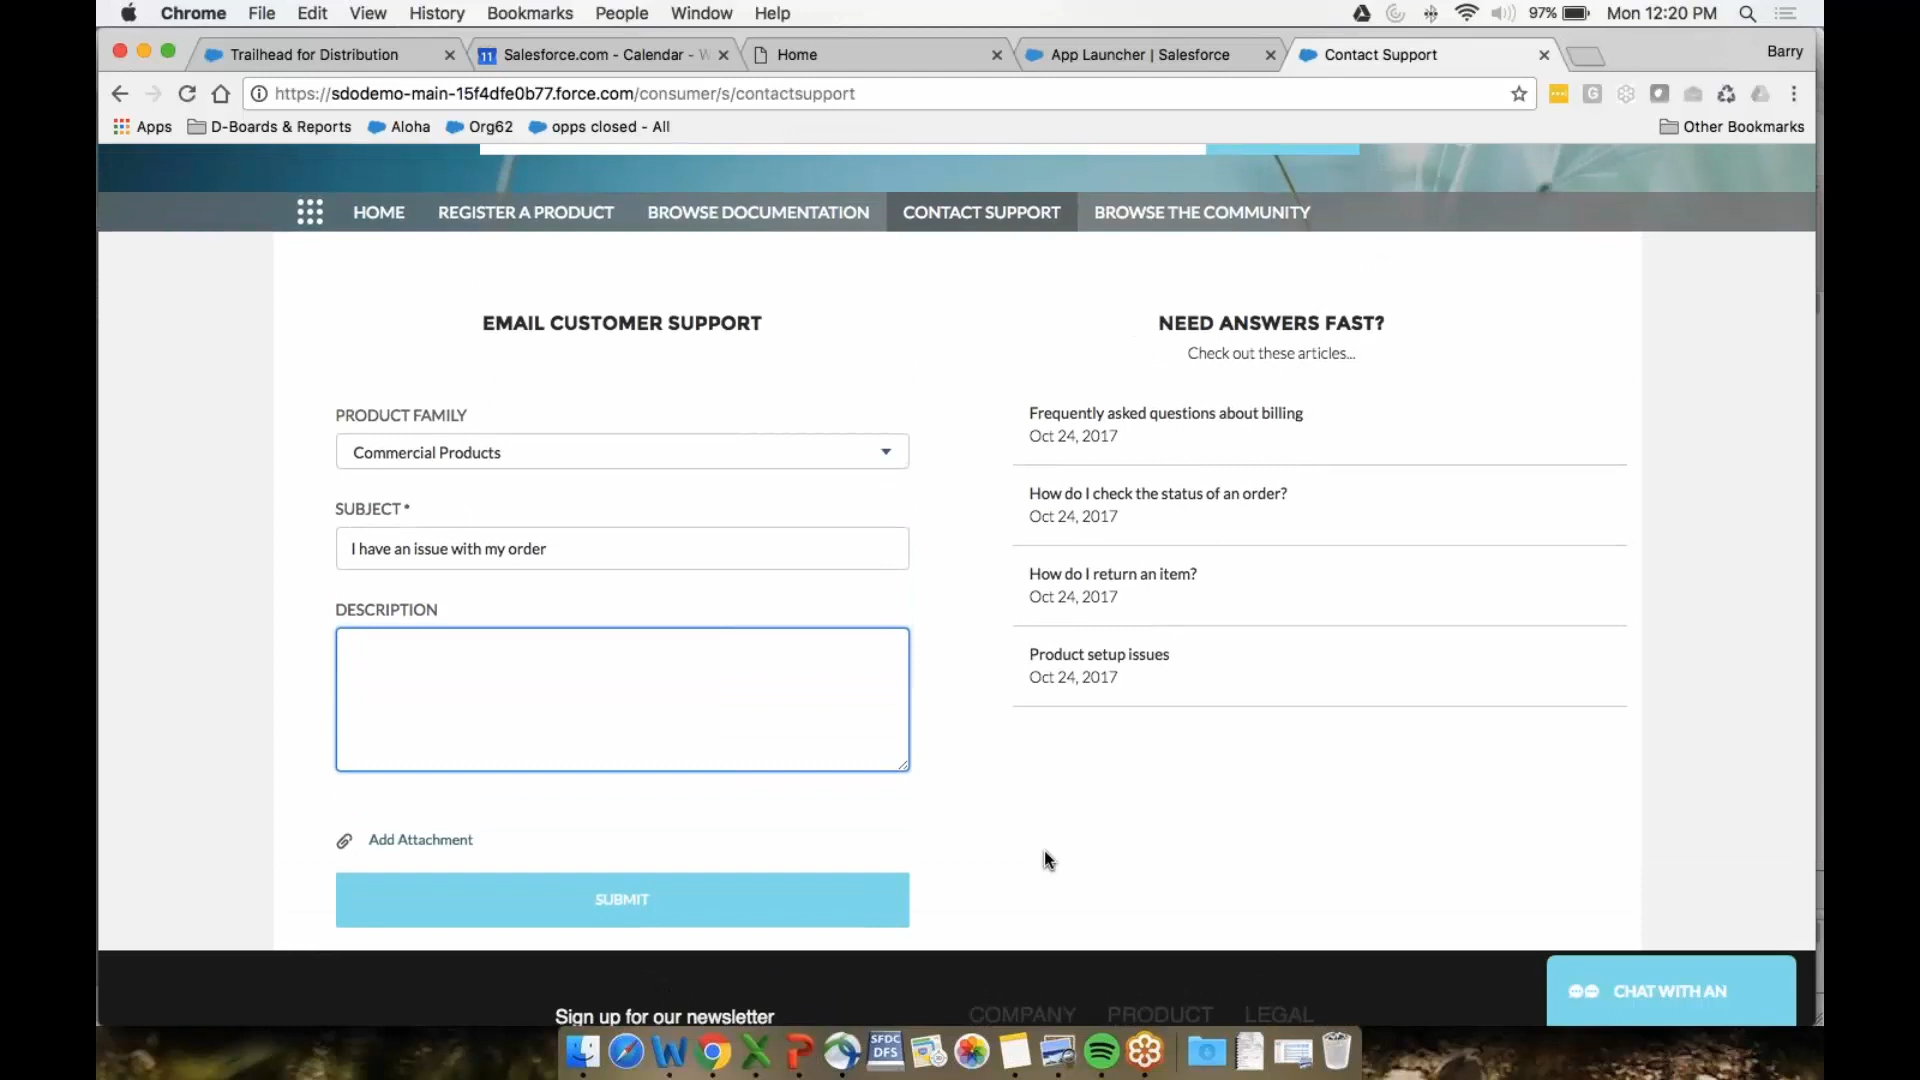 Chrome File Edit View History Bookmarks People Window Help 97% Mon 12:20 PM
Trailhead for Distribution 11 Salesforce.com - Calendar - Home App Launcher | Salesforce Contact Support Barry
https://sdodemo-main-15f4dfe0b77.force.com/consumer/s/contactsupport
Apps D-Boards & Reports Aloha Org62 opps closed - All Other Bookmarks
HOME REGISTER A PRODUCT BROWSE DOCUMENTATION CONTACT SUPPORT BROWSE THE COMMUNITY
EMAIL CUSTOMER SUPPORT
PRODUCT FAMILY
Commercial Products
SUBJECT *
I have an issue with my order
DESCRIPTION
Add Attachment
SUBMIT
NEED ANSWERS FAST?
Check out these articles...
Frequently asked questions about billing
Oct 24, 2017
How do I check the status of an order?
Oct 24, 2017
How do I return an item?
Oct 24, 2017
Product setup issues
Oct 24, 2017
CHAT WITH AN
Sign up for our newsletter COMPANY PRODUCT LEGAL
SFDC
DFS